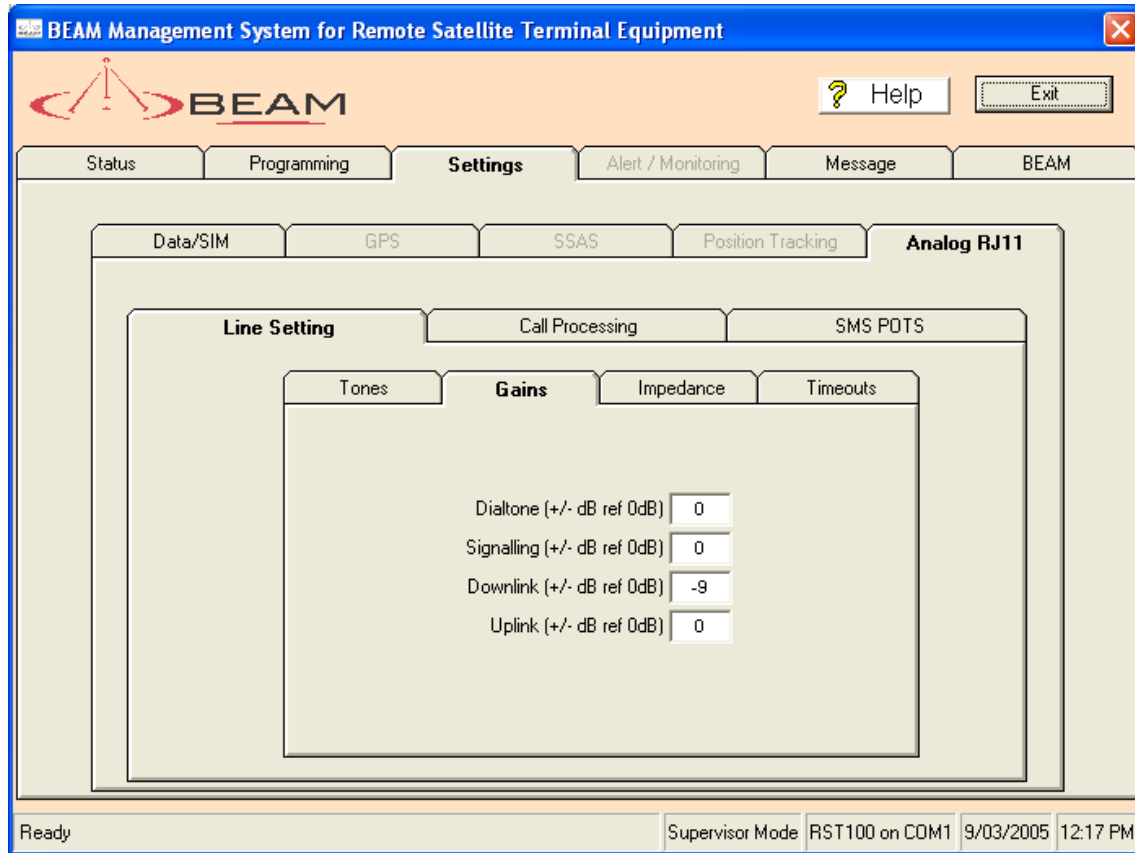 BEAM Management System for Remote Satellite Terminal Equipment
BEAM
? Help Exit
Status Programming Settings Alert / Monitoring Message BEAM
Data/SIM GPS SSAS Position Tracking Analog RJ11
Line Setting Call Processing SMS POTS
Tones Gains Impedance Timeouts
Dialtone (+/- dB ref 0dB) 0
Signalling (+/- dB ref 0dB) 0
Downlink (+/- dB ref 0dB) -9
Uplink (+/- dB ref 0dB) 0
Ready Supervisor Mode RST100 on COM1 9/03/2005 12:17 PM